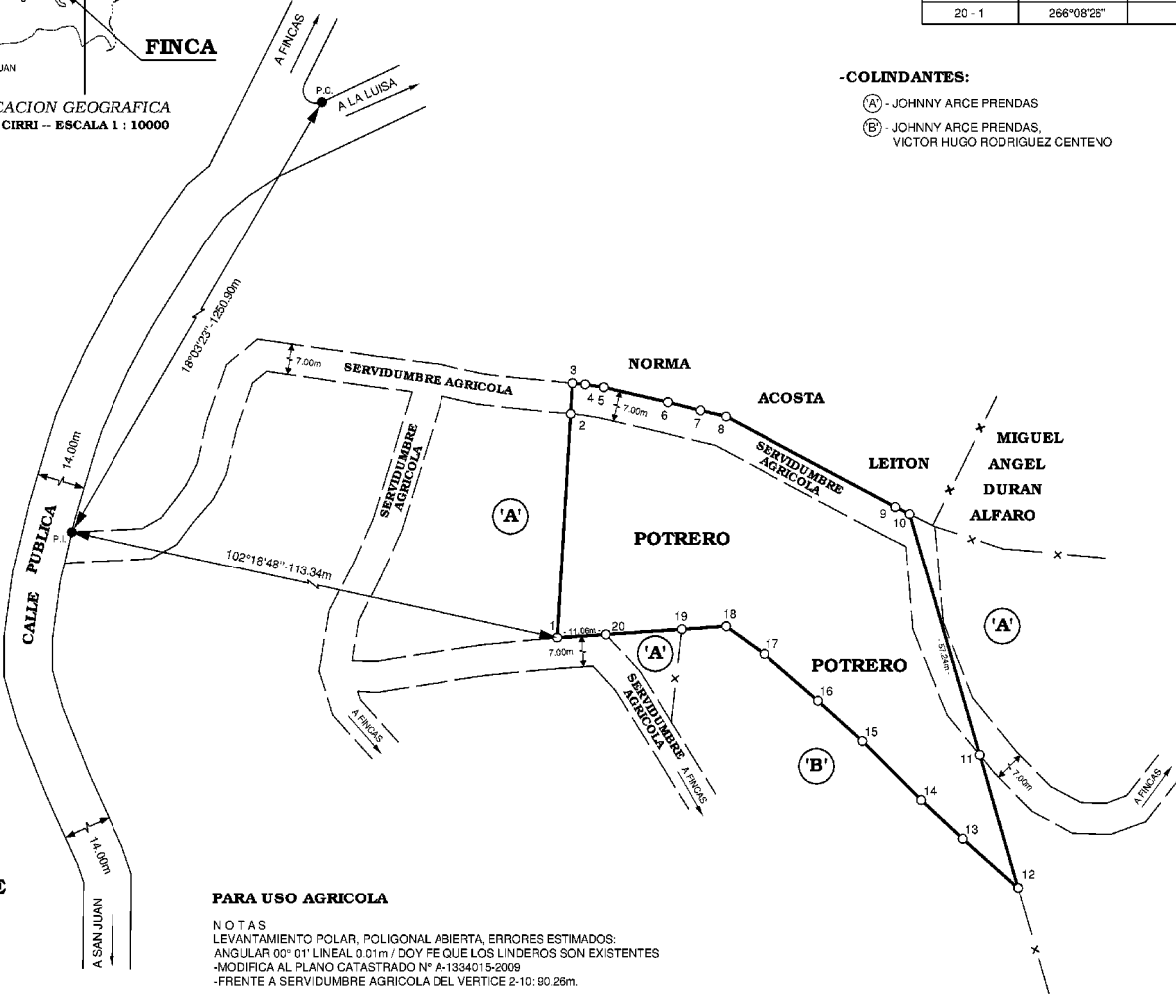 FINCA
A FINCAS
P.C.
A LA LUISA
CIRRI -- ESCALA 1 : 10000
20 - 1 266°08'26"
-COLINDANTES:
'A' - JOHNNY ARCE PRENDAS
'B' - JOHNNY ARCE PRENDAS,
VICTOR HUGO RODRIGUEZ CENTENO
18°03'23"-1250.90m
7.00m
SERVIDUMBRE AGRICOLA
3
4
5
NORMA
2
7.00m
6
7
8
ACOSTA
SERVIDUMBRE
AGRICOLA
SERVIDUMBRE
AGRICOLA
LEITON
9
10
MIGUEL
ANGEL
DURAN
ALFARO
14.00m
CALLE PUBLICA
P.I.
'A'
POTRERO
102°18'48"-113.34m
1
11.06m
20
19
18
7.00m
'A'
17
POTRERO
57.24m
'A'
SERVIDUMBRE
AGRICOLA
16
A FINCAS
15
'B'
11
7.00m
A FINCAS
A FINCAS
14
13
14.00m
12
A SAN JUAN
PARA USO AGRICOLA
N O T A S
LEVANTAMIENTO POLAR, POLIGONAL ABIERTA, ERRORES ESTIMADOS:
ANGULAR 00° 01' LINEAL 0.01m / DOY FE QUE LOS LINDEROS SON EXISTENTES
-MODIFICA AL PLANO CATASTRADO N° A-1334015-2009
-FRENTE A SERVIDUMBRE AGRICOLA DEL VERTICE 2-10: 90.26m.